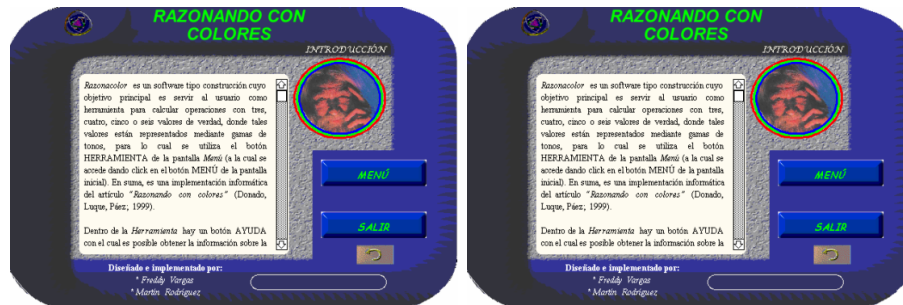 RAZONANDO CON
COLORES
INTRODUCCIÓN
Razonacolor es un software tipo construcción cuyo
objetivo principal es servir al usuario como
herramienta para calcular operaciones con tres,
cuatro, cinco o seis valores de verdad, donde tales
valores están representados mediante gamas de
tonos, para lo cual se utiliza el botón
HERRAMIENTA de la pantalla Menú (a la cual se
accede dando click en el botón MENÚ de la pantalla
inicial). En suma, es una implementación informática
del artículo "Razonando con colores" (Donado,
Luque, Páez; 1999).
Dentro de la Herramienta hay un botón AYUDA
con el cual es posible obtener la información sobre la
MENÚ
SALIR
Diseñado e implementado por:
* Freddy Vargas
* Martín Rodríguez
RAZONANDO CON
COLORES
INTRODUCCIÓN
Razonacolor es un software tipo construcción cuyo
objetivo principal es servir al usuario como
herramienta para calcular operaciones con tres,
cuatro, cinco o seis valores de verdad, donde tales
valores están representados mediante gamas de
tonos, para lo cual se utiliza el botón
HERRAMIENTA de la pantalla Menú (a la cual se
accede dando click en el botón MENÚ de la pantalla
inicial). En suma, es una implementación informática
del artículo "Razonando con colores" (Donado,
Luque, Páez; 1999).
Dentro de la Herramienta hay un botón AYUDA
con el cual es posible obtener la información sobre la
MENÚ
SALIR
Diseñado e implementado por:
* Freddy Vargas
* Martín Rodríguez